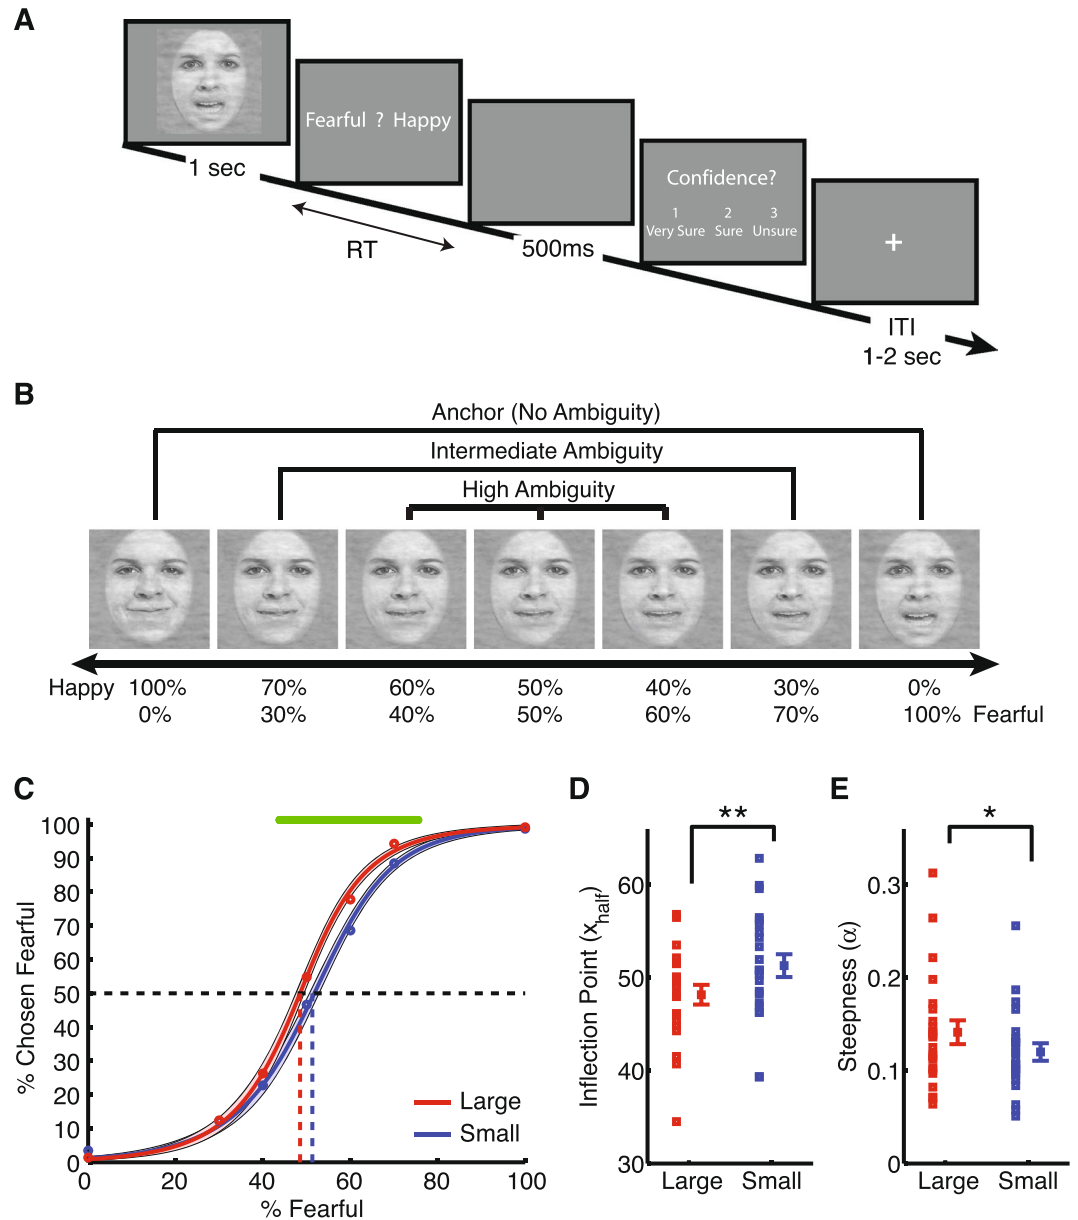 A
Fearful ? Happy
1 sec
RT
500ms
Confidence?
1 2 3
Very Sure Sure Unsure
+
ITI
1-2 sec
B
Anchor (No Ambiguity)
Intermediate Ambiguity
High Ambiguity
Happy 100% 70% 60% 50% 40% 30% 0%
0% 30% 40% 50% 60% 70% 100% Fearful
C
% Chosen Fearful
100
90
80
70
60
50
40
30
20
10
0
0 20 40 60 80 100
% Fearful
Large
Small
D
**
Inflection Point (xhalf)
60
50
40
30
Large Small
E
*
Steepness (α)
0.3
0.2
0.1
0
Large Small